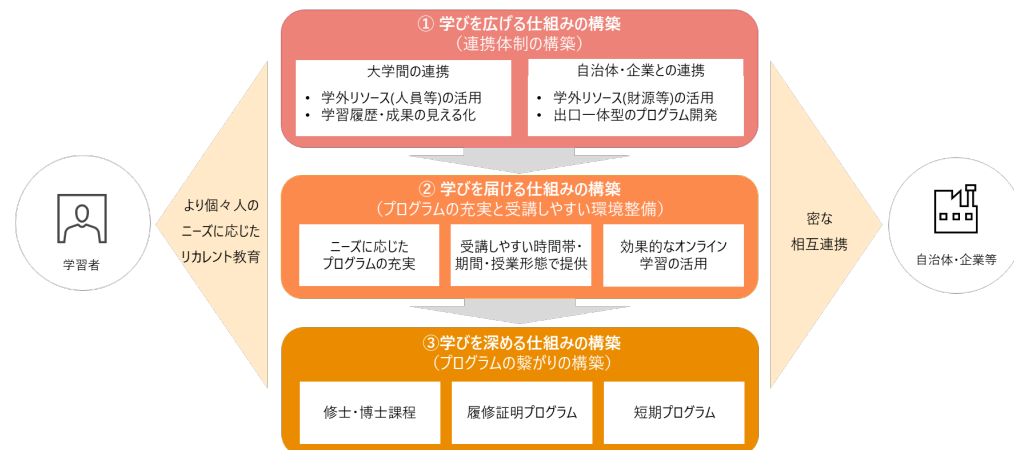 ① 学びを広げる仕組みの構築
（連携体制の構築）
大学間の連携
• 学外リソース(人員等)の活用
• 学習履歴・成果の見える化
自治体・企業との連携
• 学外リソース(財源等)の活用
• 出口一体型のプログラム開発
② 学びを届ける仕組みの構築
（プログラムの充実と受講しやすい環境整備）
ニーズに応じた
プログラムの充実
受講しやすい時間帯・
期間・授業形態で提供
効果的なオンライン
学習の活用
③学びを深める仕組みの構築
（プログラムの繋がりの構築）
修士・博士課程
履修証明プログラム
短期プログラム
学習者
より個々人の
ニーズに応じた
リカレント教育
密な
相互連携
自治体・企業等